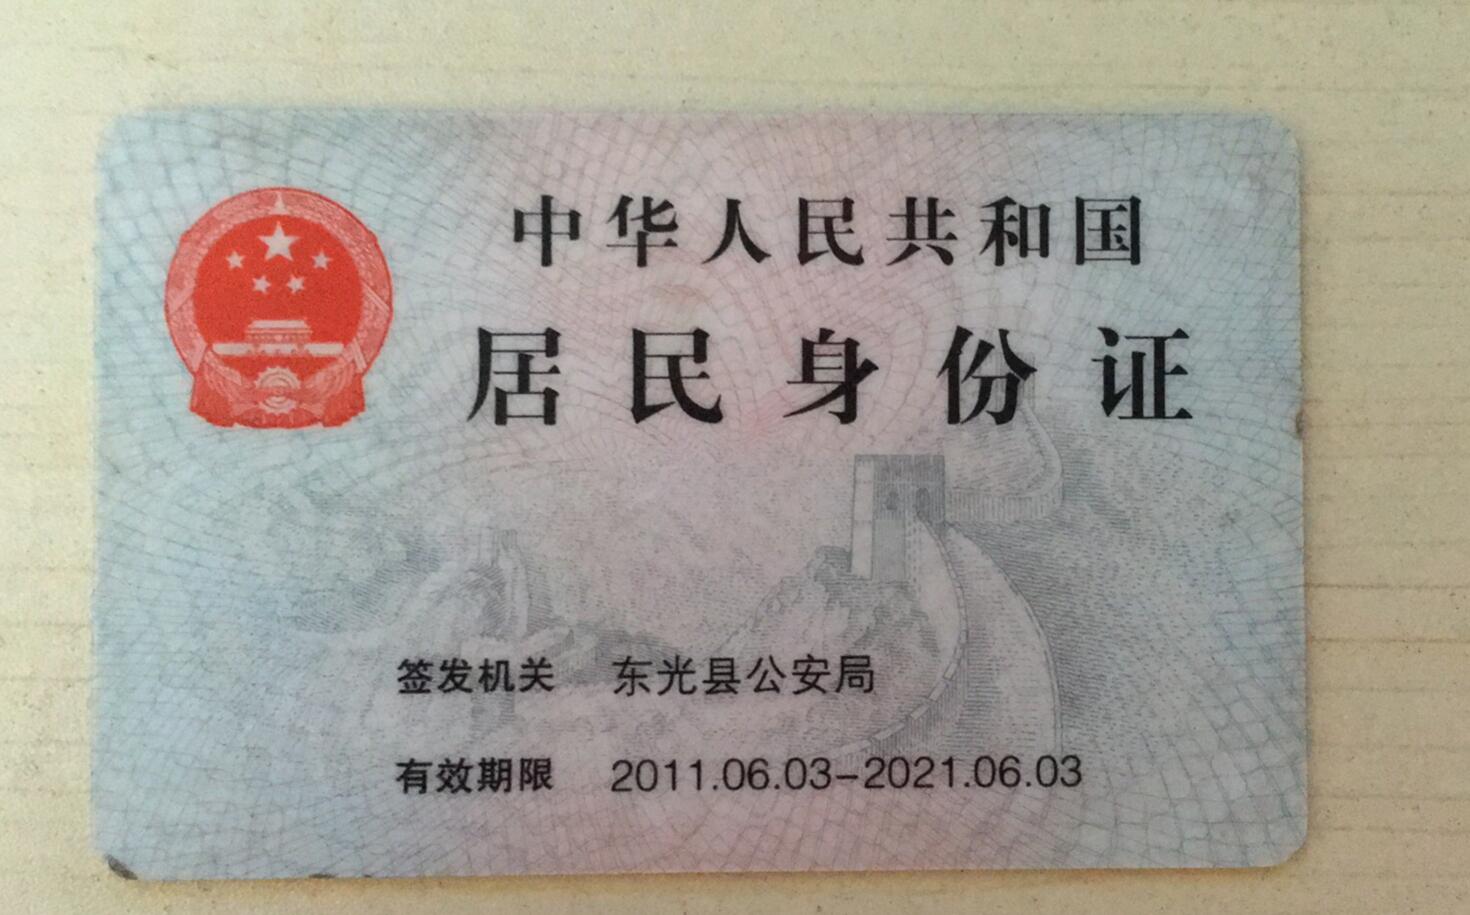 中华人民共和国
居民身份证
签发机关 东光县公安局
有效期限 2011.06.03-2021.06.03